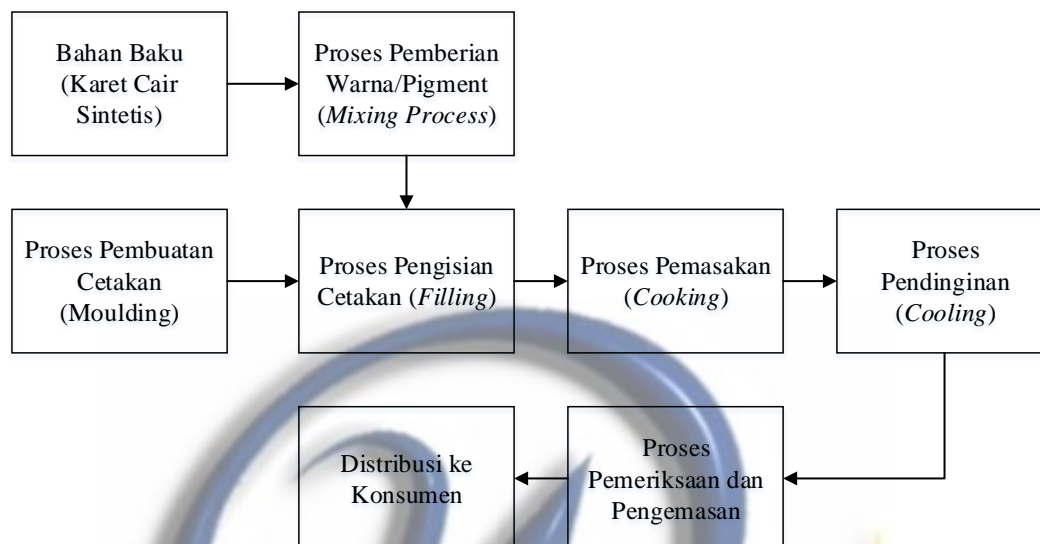 Bahan Baku
(Karet Cair
Sintetis)
Proses Pemberian
Warna/Pigment
(Mixing Process)
Proses Pembuatan
Cetakan
(Moulding)
Proses Pengisian
Cetakan (Filling)
Proses Pemasakan
(Cooking)
Proses
Pendinginan
(Cooling)
Distribusi ke
Konsumen
Proses
Pemeriksaan dan
Pengemasan